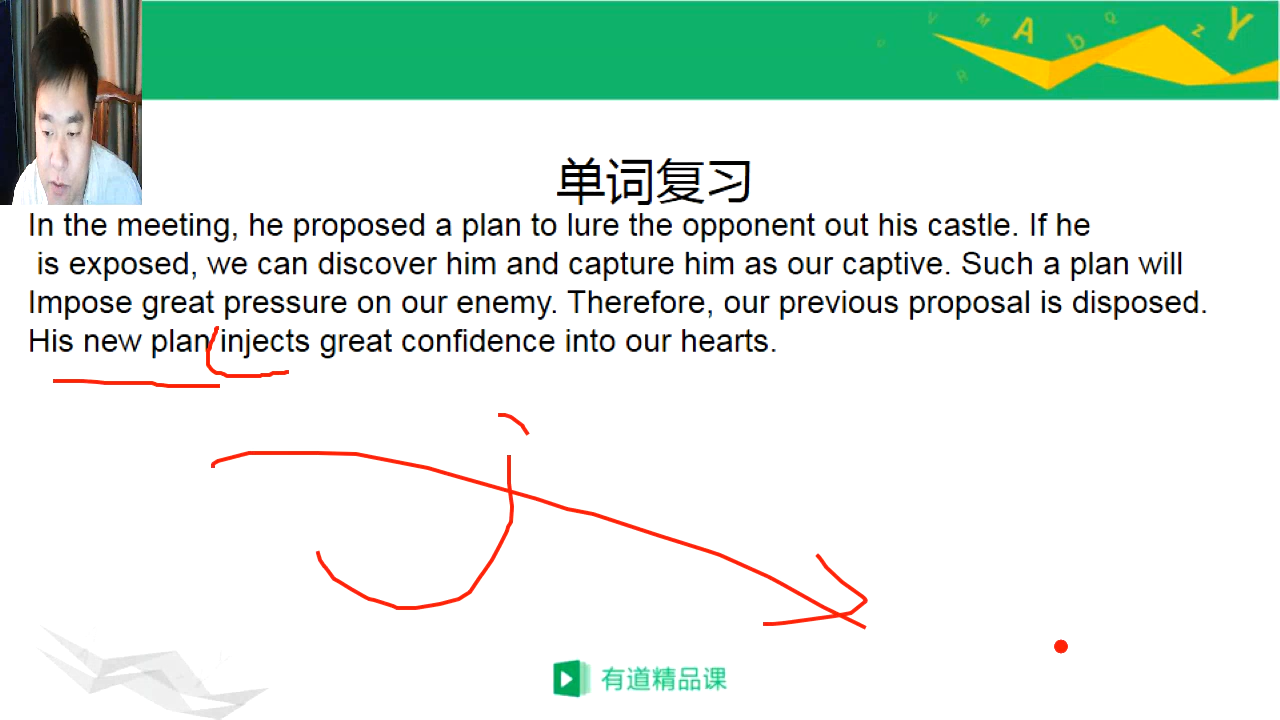 A
b
Y
z
Q
M
V
R
单词复习
In the meeting, he proposed a plan to lure the opponent out his castle. If he
is exposed, we can discover him and capture him as our captive. Such a plan will
Impose great pressure on our enemy. Therefore, our previous proposal is disposed.
His new plan injects great confidence into our hearts.
有道精品课